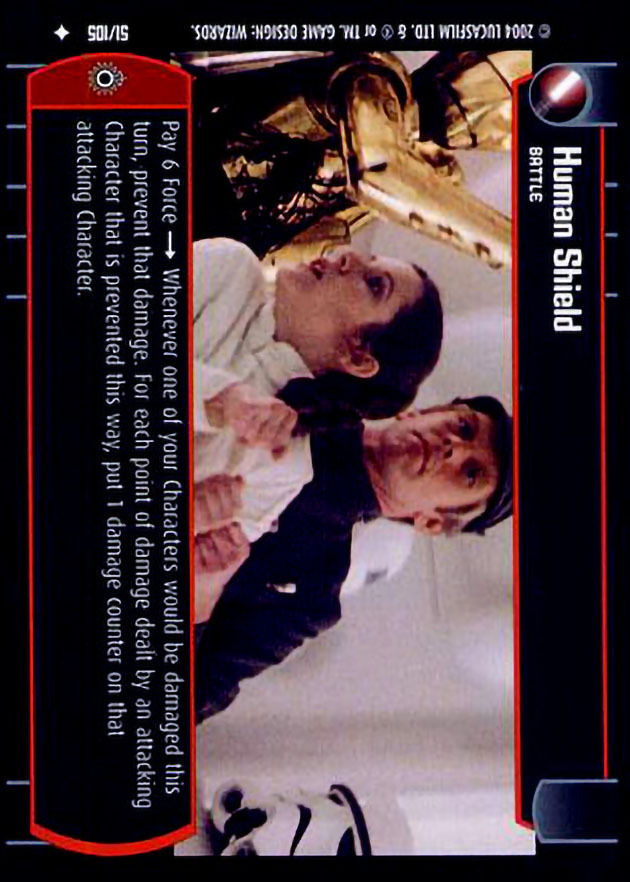 Human Shield
BATTLE
Pay 6 Force → Whenever one of your Characters would be damaged this
turn, prevent that damage. For each point of damage dealt by an attacking
Character that is prevented this way, put 1 damage counter on that
attacking Character.
51/105
© 2004 LUCASFILM LTD. & ® or TM. GAME DESIGN: WIZARDS.